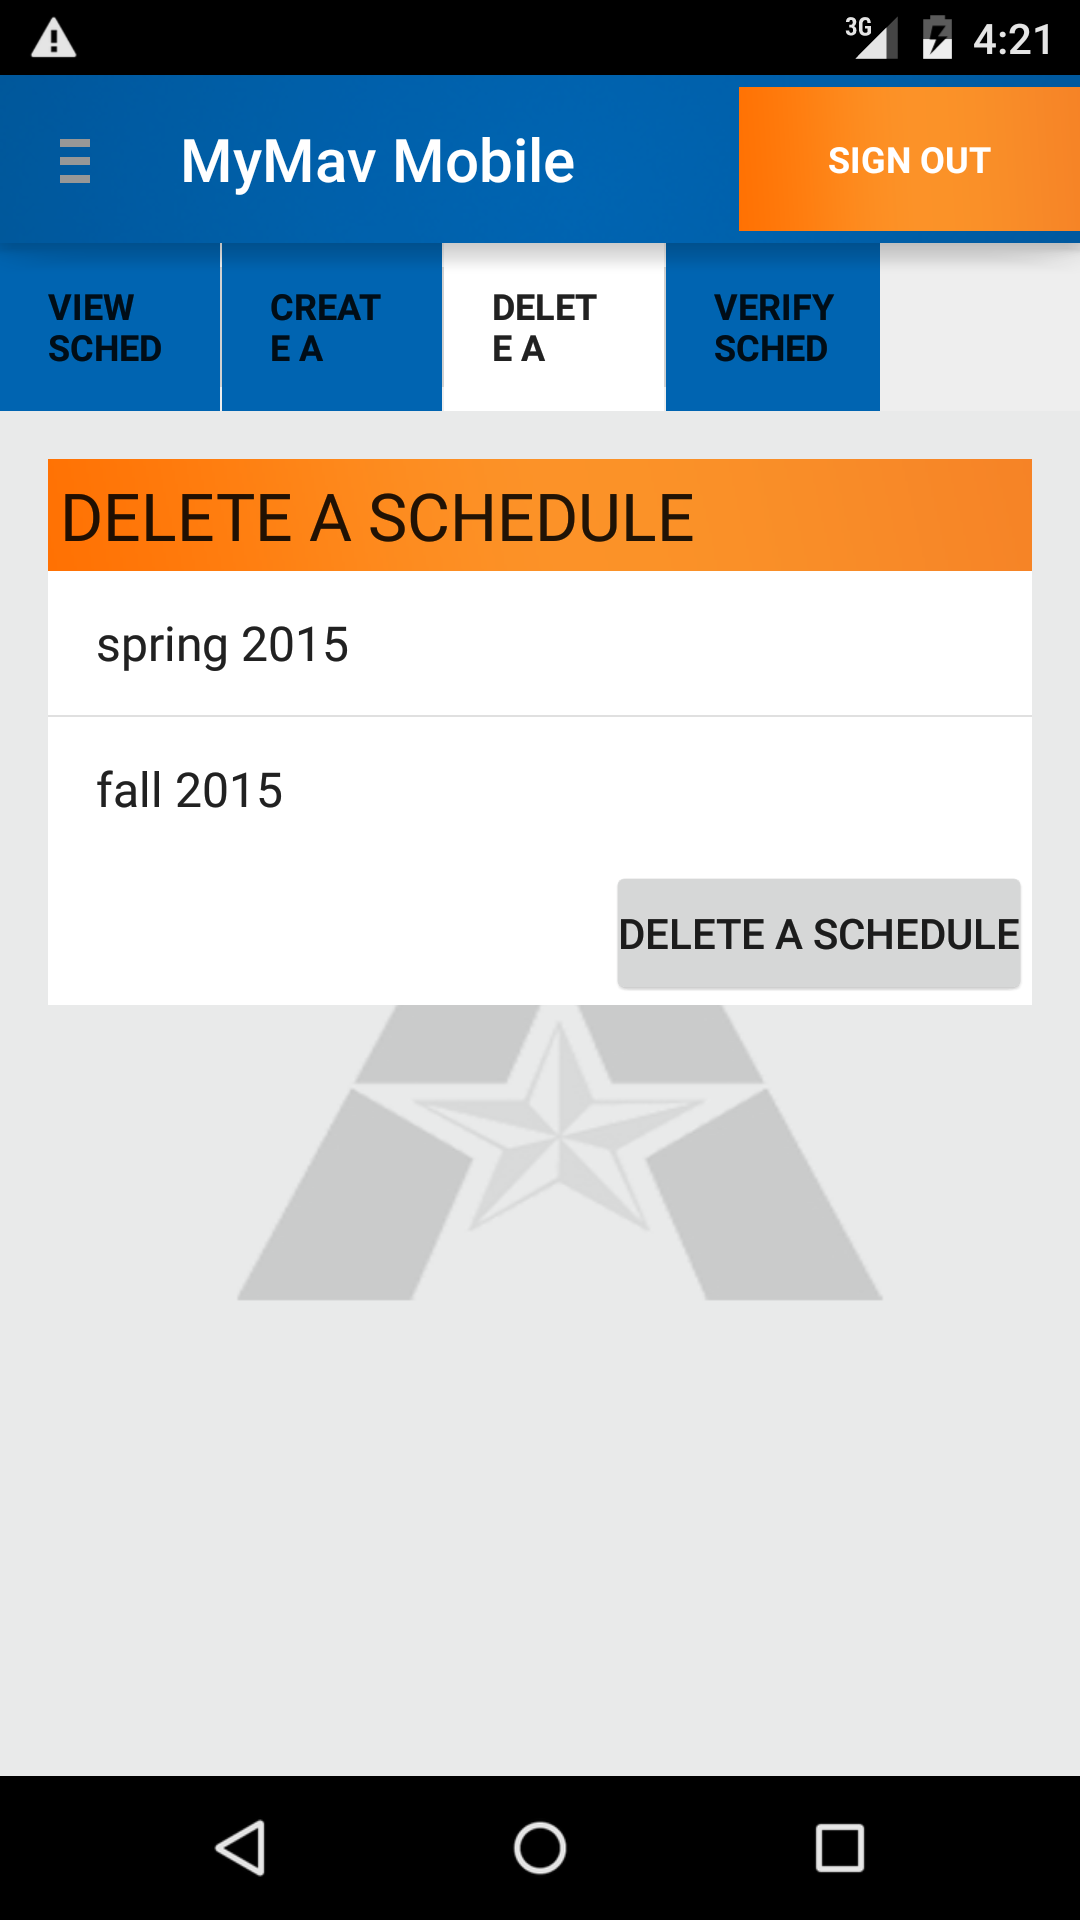 3G 4:21
MyMav Mobile
SIGN OUT
VIEW
SCHED
CREAT
E A
DELET
E A
VERIFY
SCHED
DELETE A SCHEDULE
spring 2015
fall 2015
DELETE A SCHEDULE